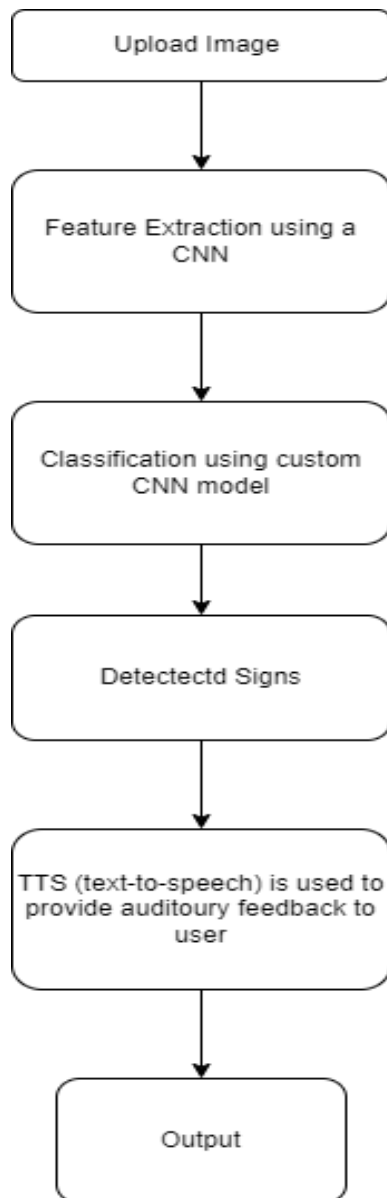 Upload Image
Feature Extraction using a
CNN
Classification using custom
CNN model
Detectectd Signs
TTS (text-to-speech) is used to
provide auditoury feedback to
user
Output